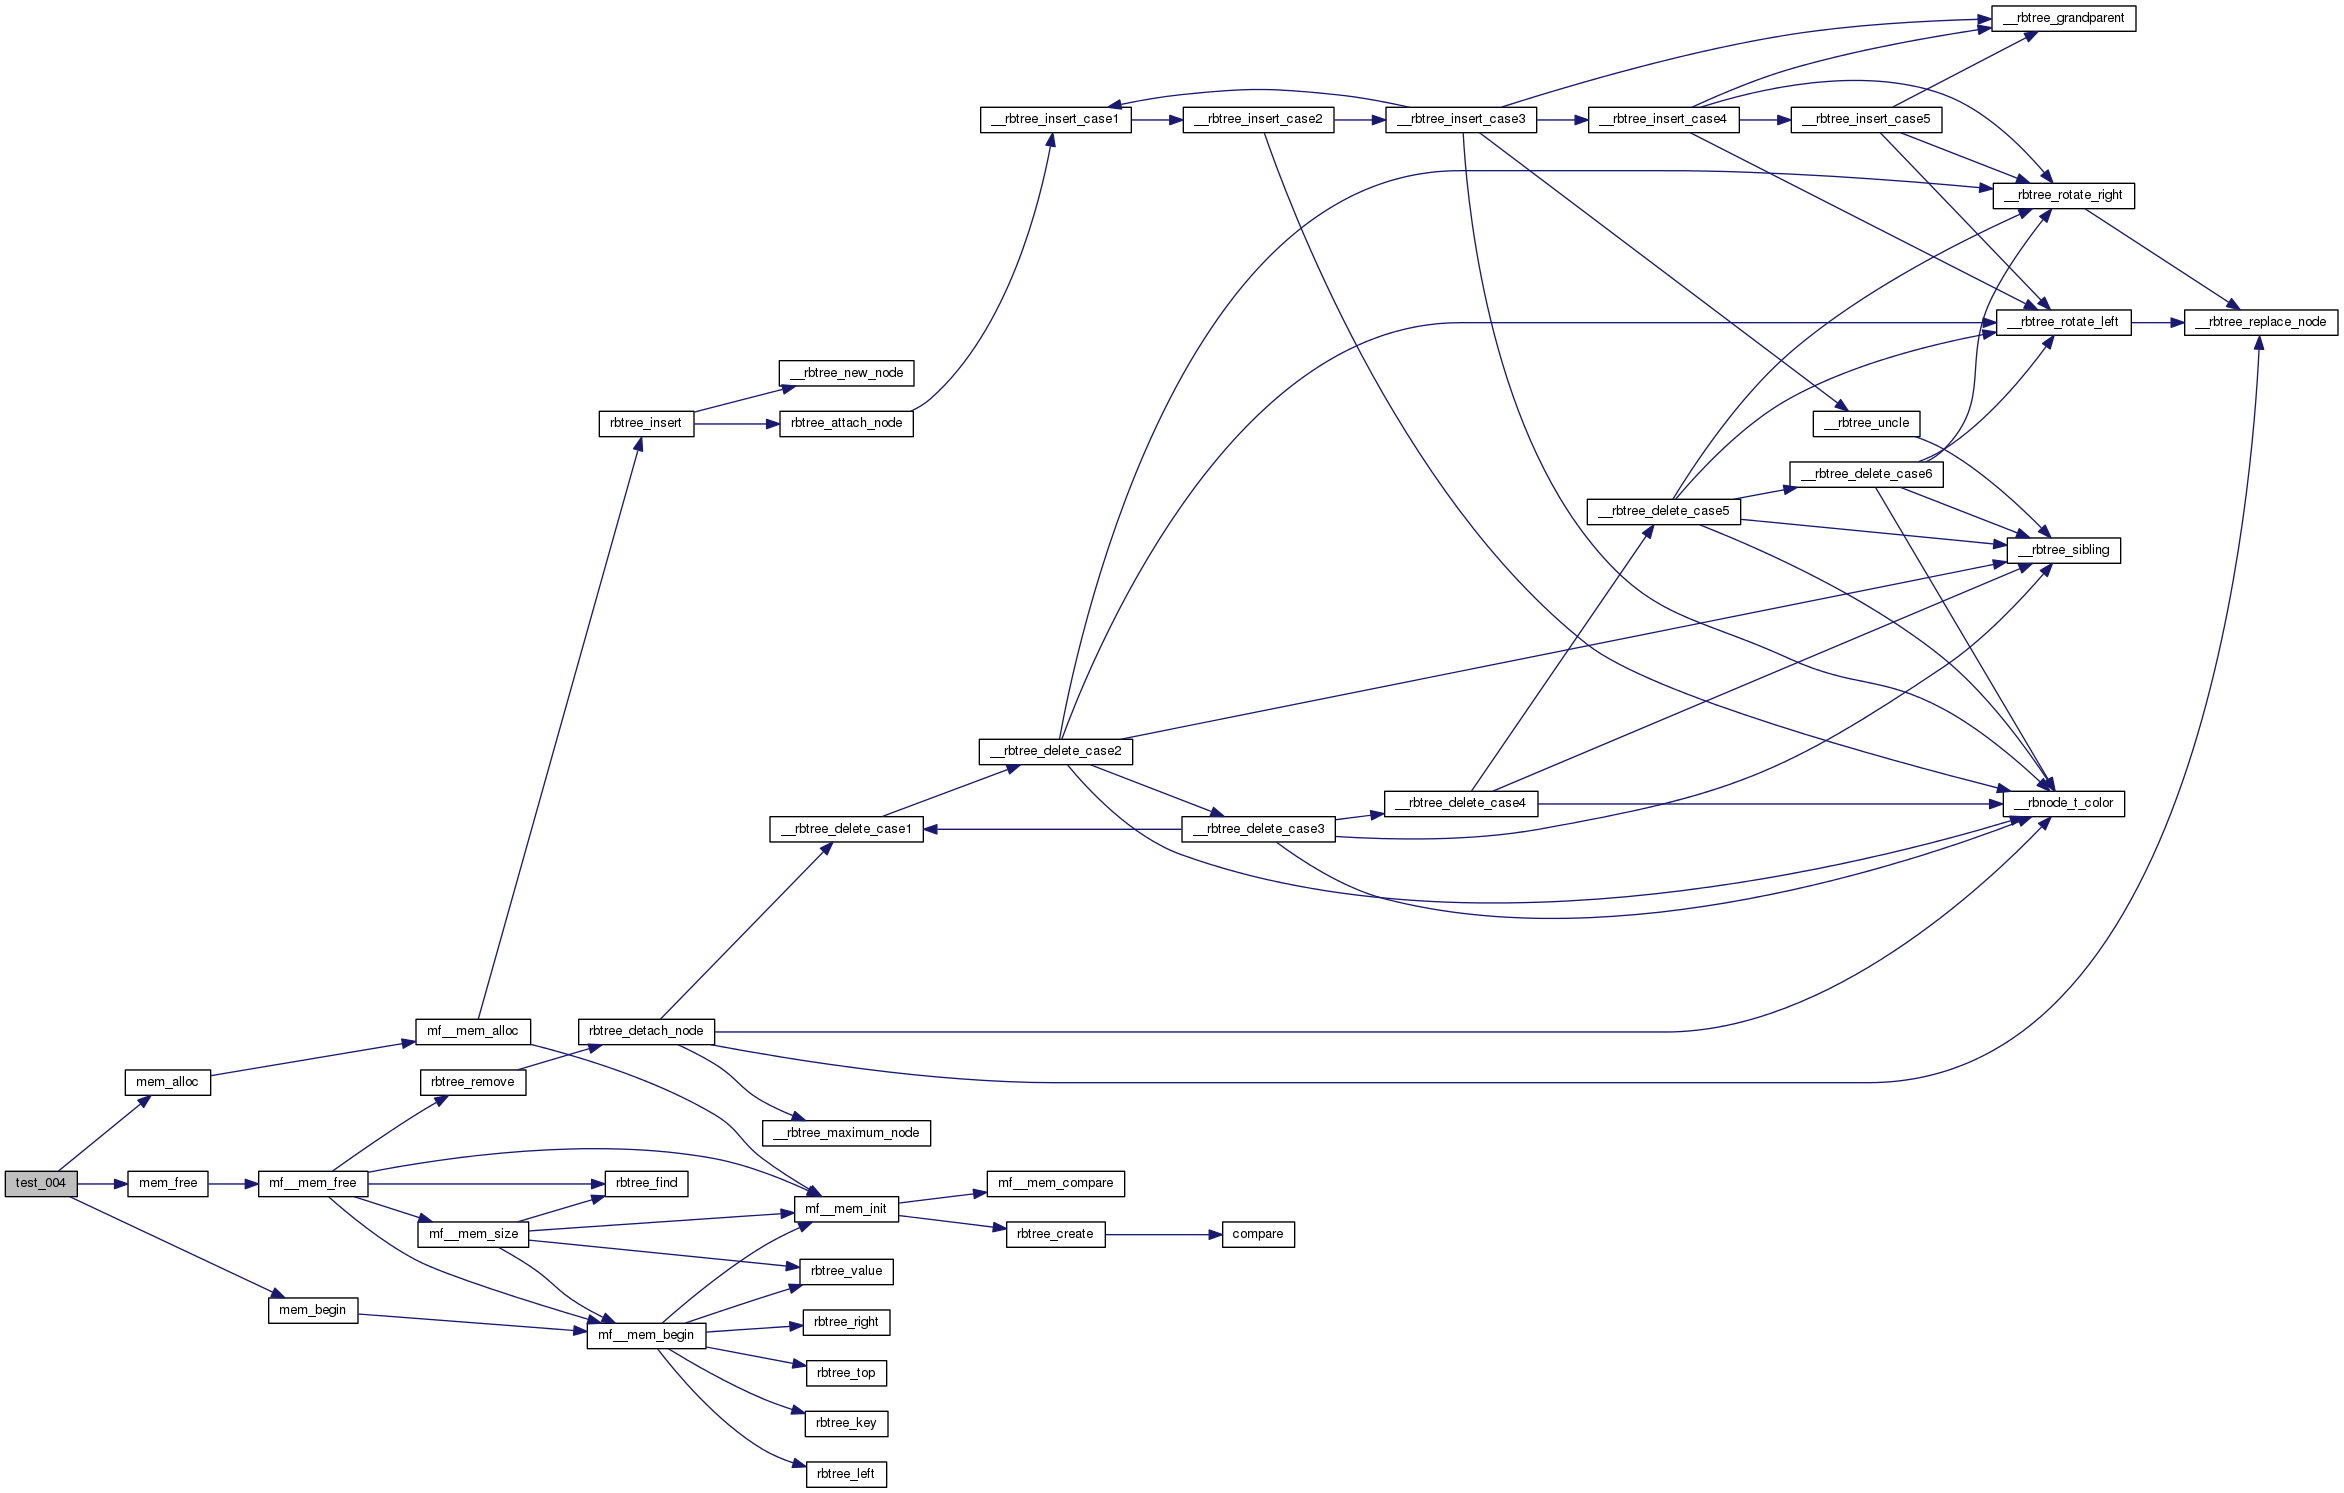 __rbtree_grandparent
__rbtree_insert_case1
__rbtree_insert_case2
__rbtree_insert_case3
__rbtree_insert_case4
__rbtree_insert_case5
__rbtree_rotate_right
__rbtree_rotate_left
__rbtree_replace_node
__rbtree_new_node
rbtree_insert
rbtree_attach_node
__rbtree_uncle
__rbtree_delete_case6
__rbtree_delete_case5
__rbtree_sibling
__rbtree_delete_case2
__rbtree_delete_case4
__rbnode_t_color
__rbtree_delete_case1
__rbtree_delete_case3
mf__mem_alloc
rbtree_detach_node
mem_alloc
rbtree_remove
__rbtree_maximum_node
test_004
mem_free
mf__mem_free
rbtree_find
mf__mem_compare
mf__mem_init
mf__mem_size
rbtree_create
compare
rbtree_value
mem_begin
rbtree_right
mf__mem_begin
rbtree_top
rbtree_key
rbtree_left